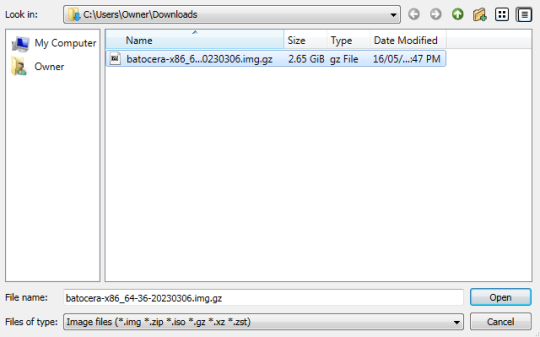 Look in: C:\Users\Owner\Downloads
My Computer
Owner
Name Size Type Date Modified
batocera-x86_6...0230306.img.gz 2.65 GiB gz File 16/05/...:47 PM
File name: batocera-x86_64-36-20230306.img.gz Open
Files of type: Image files (*.img *.zip *.iso *.gz *.xz *.zst) Cancel